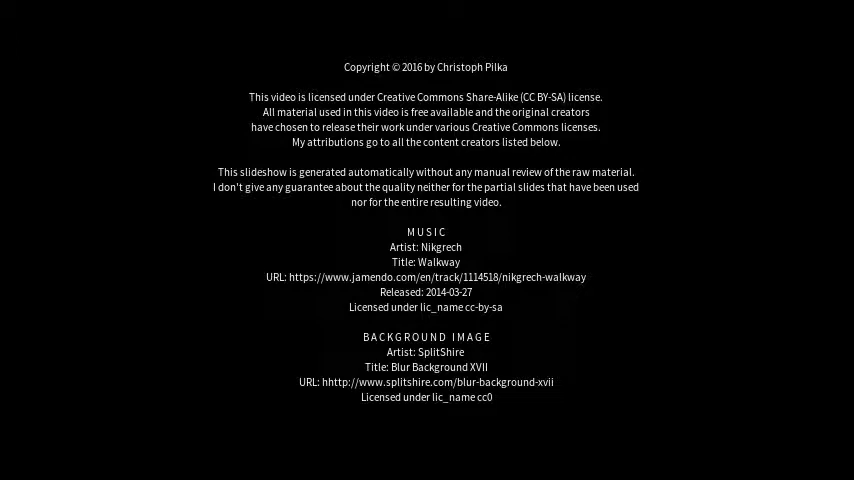 Copyright © 2016 by Christoph Pilka
This video is licensed under Creative Commons Share-Alike (CC BY-SA) license.
All material used in this video is free available and the original creators
have chosen to release their work under various Creative Commons licenses.
My attributions go to all the content creators listed below.
This slideshow is generated automatically without any manual review of the raw material.
I don't give any guarantee about the quality neither for the partial slides that have been used
nor for the entire resulting video.
MUSIC
Artist: Nikgrech
Title: Walkway
URL: https://www.jamendo.com/en/track/1114518/nikgrech-walkway
Released: 2014-03-27
Licensed under lic_name cc-by-sa
BACKGROUND IMAGE
Artist: SplitShire
Title: Blur Background XVII
URL: hhttp://www.splitshire.com/blur-background-xvii
Licensed under lic_name cc0